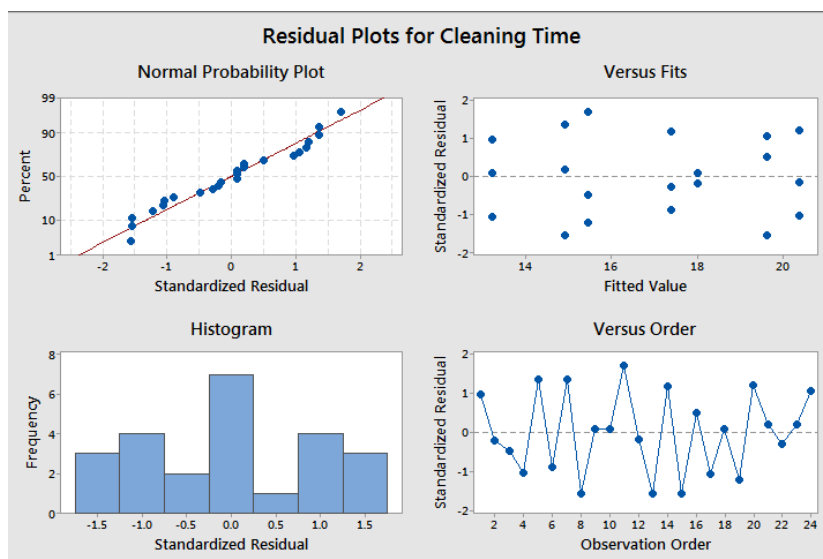 Residual Plots for Cleaning Time
Normal Probability Plot
99
90
50
10
1
Percent
-2 -1 0 1 2
Standardized Residual
Versus Fits
2
1
0
-1
-2
Standardized Residual
14 16 18 20
Fitted Value
Histogram
8
6
4
2
0
Frequency
-1.5 -1.0 -0.5 0.0 0.5 1.0 1.5
Standardized Residual
Versus Order
2
1
0
-1
-2
Standardized Residual
2 4 6 8 10 12 14 16 18 20 22 24
Observation Order